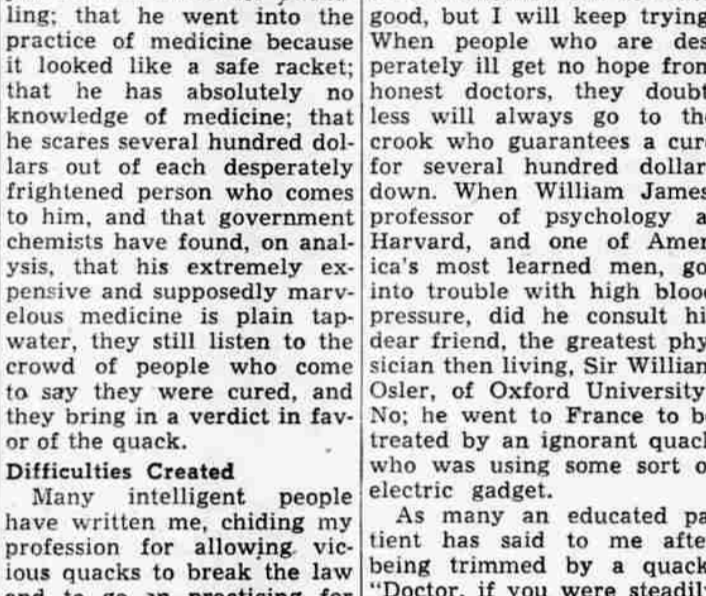 ling; that he went into the
practice of medicine because
it looked like a safe racket;
that he has absolutely no
knowledge of medicine; that
he scares several hundred dol-
lars out of each desperately
frightened person who comes
to him, and that government
chemists have found, on anal-
ysis, that his extremely ex-
pensive and supposedly marv-
elous medicine is plain tap-
water, they still listen to the
crowd of people who come
to say they were cured, and
they bring in a verdict in fav-
or of the quack.
Difficulties Created
Many intelligent people
have written me, chiding my
profession for allowing vic-
ious quacks to break the law
and to go on practicing for
good, but I will keep trying
When people who are des
perately ill get no hope from
honest doctors, they doubt
less will always go to th
crook who guarantees a cur
for several hundred dollar
down. When William James
professor of psychology a
Harvard, and one of Amer
ica's most learned men, go
into trouble with high blood
pressure, did he consult hi
dear friend, the greatest phy
sician then living, Sir William
Osler, of Oxford University
No; he went to France to b
treated by an ignorant quack
who was using some sort o
electric gadget.
As many an educated pa
tient has said to me afte
being trimmed by a quack
"Doctor, if you were steadily